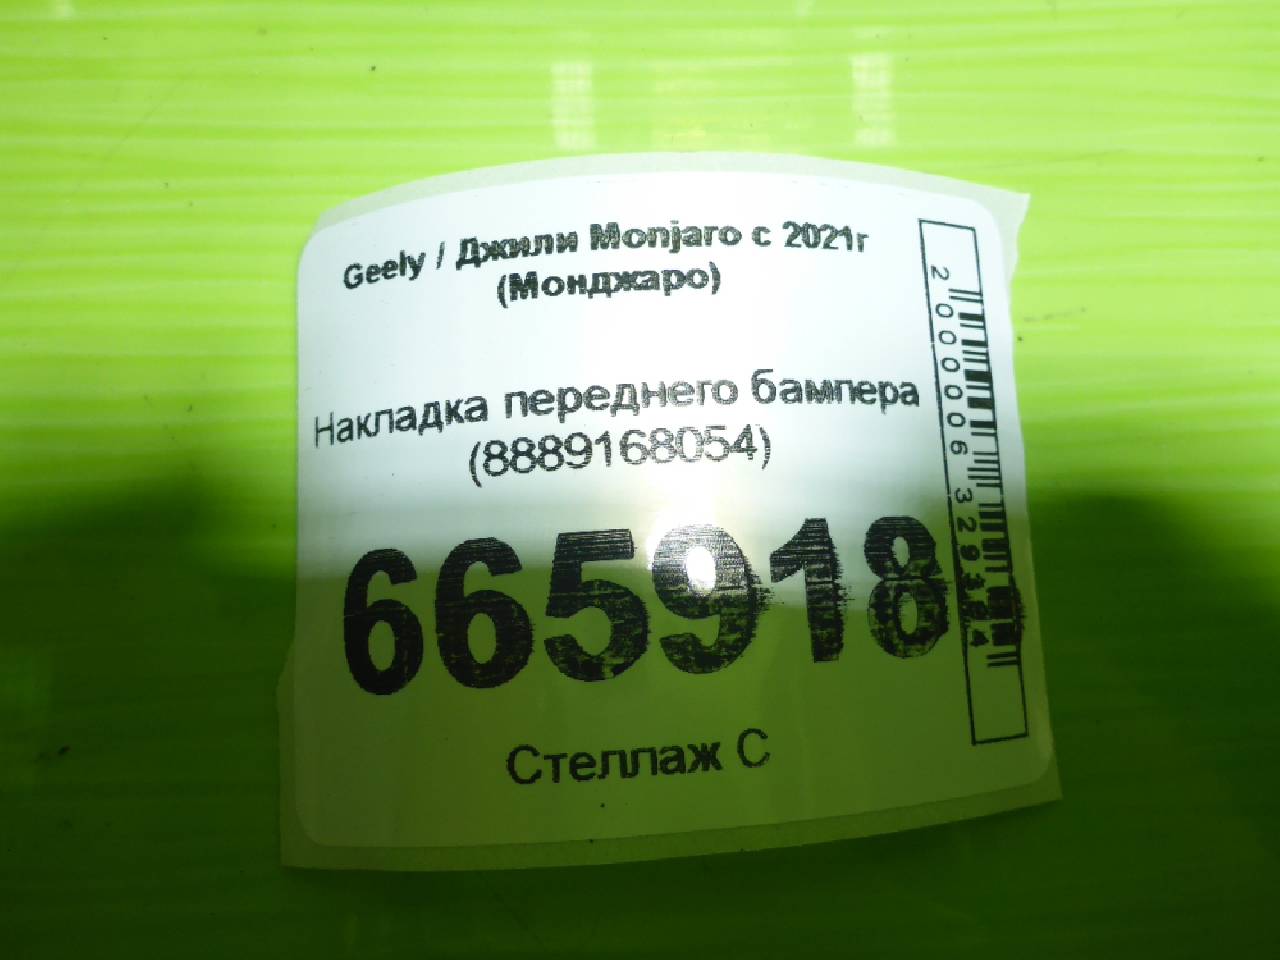 Geely / Джили Monjaro с 2021г
(Монджаро)
Накладка переднего бампера
(8889168054)
665918
Стеллаж С